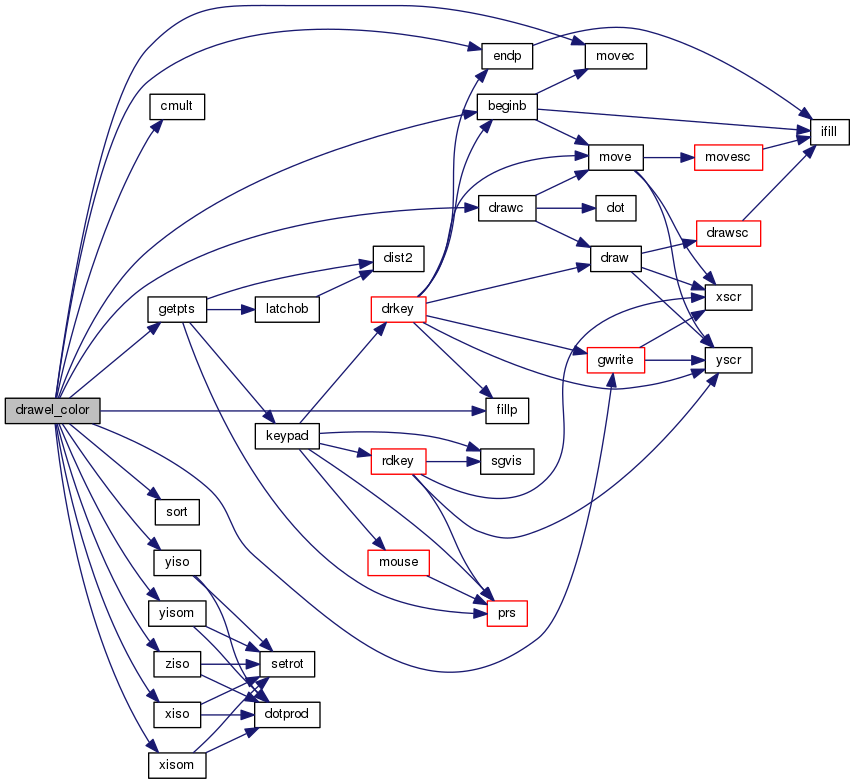 endp
movec
cmult
beginb
ifill
move
movesc
drawc
dot
drawsc
dist2
draw
getpts
latchob
drkey
xscr
gwrite
yscr
drawel_color
fillp
keypad
rdkey
sgvis
sort
yiso
mouse
yisom
prs
ziso
setrot
xiso
dotprod
xisom